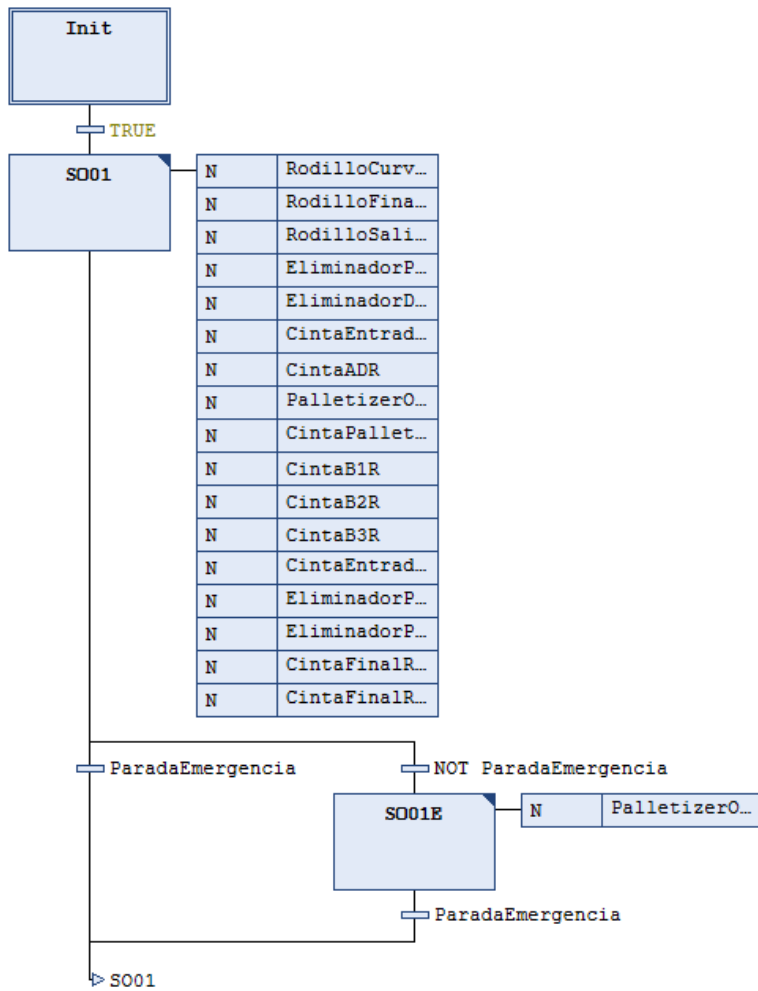 Init
TRUE
SO01
N RodilloCurv…
N RodilloFina…
N RodilloSali…
N EliminadorP…
N EliminadorD…
N CintaEntrad…
N CintaADR
N PalletizerO…
N CintaPallet…
N CintaB1R
N CintaB2R
N CintaB3R
N CintaEntrad…
N EliminadorP…
N EliminadorP…
N CintaFinalR…
N CintaFinalR…
ParadaEmergencia NOT ParadaEmergencia
SO01E N PalletizerO…
ParadaEmergencia
SO01